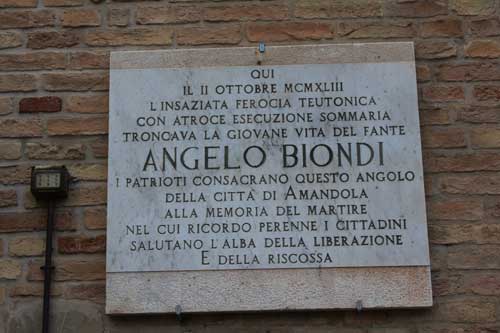 QUI
IL II OTTOBRE MCMXLIII
L'INSAZIATA FEROCIA TEUTONICA
CON ATROCE ESECUZIONE SOMMARIA
TRONCAVA LA GIOVANE VITA DEL FANTE
ANGELO BIONDI
I PATRIOTI CONSACRANO QUESTO ANGOLO
DELLA CITTÀ DI AMANDOLA
ALLA MEMORIA DEL MARTIRE
NEL CUI RICORDO PERENNE I CITTADINI
SALUTANO L'ALBA DELLA LIBERAZIONE
E DELLA RISCOSSA